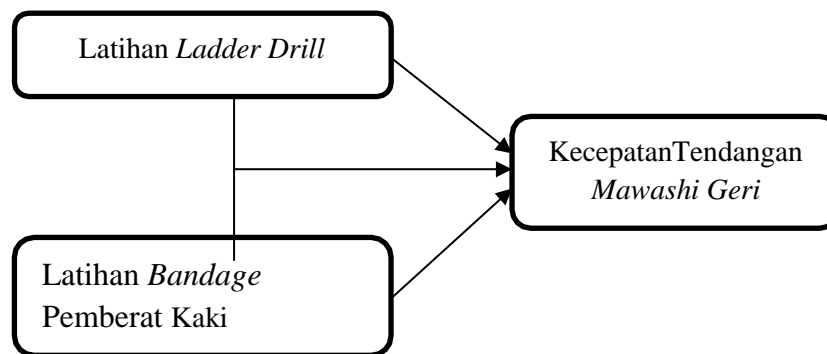 Latihan Ladder Drill
KecepatanTendangan
Mawashi Geri
Latihan Bandage
Pemberat Kaki